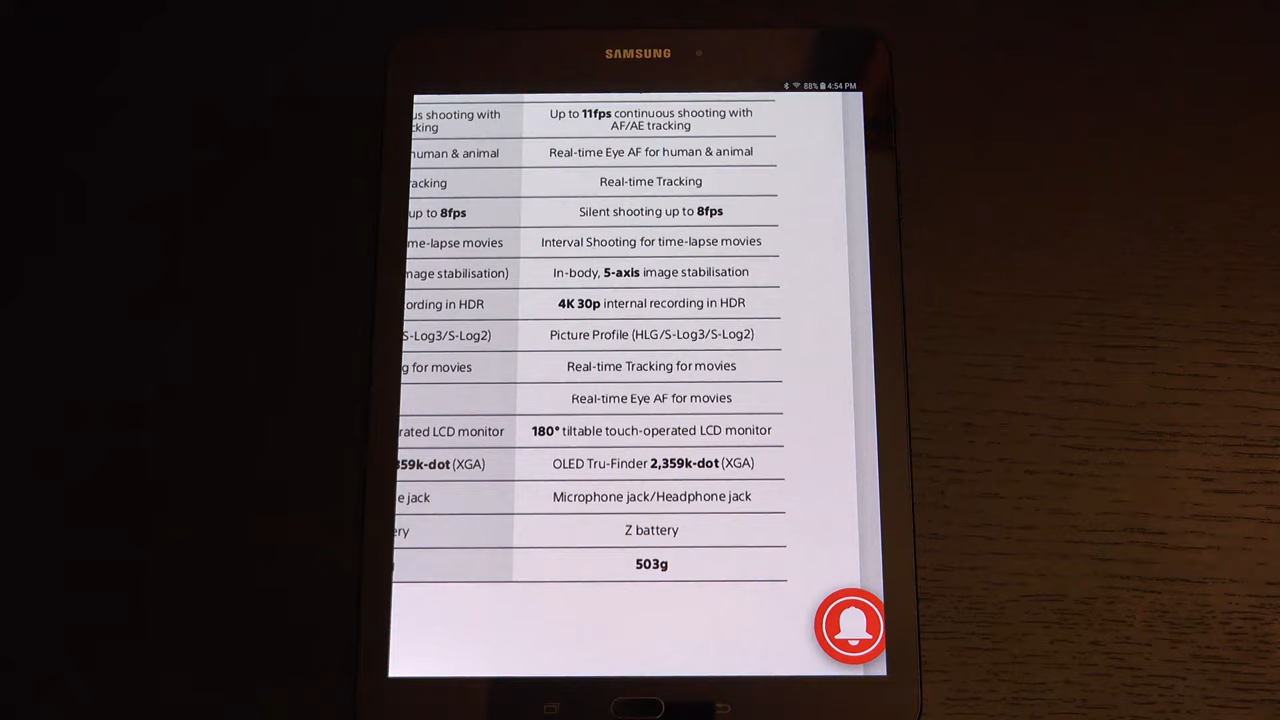 SAMSUNG
88% 4:54 PM
us shooting with
cking
Up to 11fps continuous shooting with
AF/AE tracking
human & animal
Real-time Eye AF for human & animal
racking
Real-time Tracking
up to 8fps
Silent shooting up to 8fps
me-lapse movies
Interval Shooting for time-lapse movies
mage stabilisation)
In-body, 5-axis image stabilisation
ording in HDR
4K 30p internal recording in HDR
S-Log3/S-Log2)
Picture Profile (HLG/S-Log3/S-Log2)
g for movies
Real-time Tracking for movies
Real-time Eye AF for movies
rated LCD monitor
180° tiltable touch-operated LCD monitor
359k-dot (XGA)
OLED Tru-Finder 2,359k-dot (XGA)
e jack
Microphone jack/Headphone jack
ery
Z battery
503g